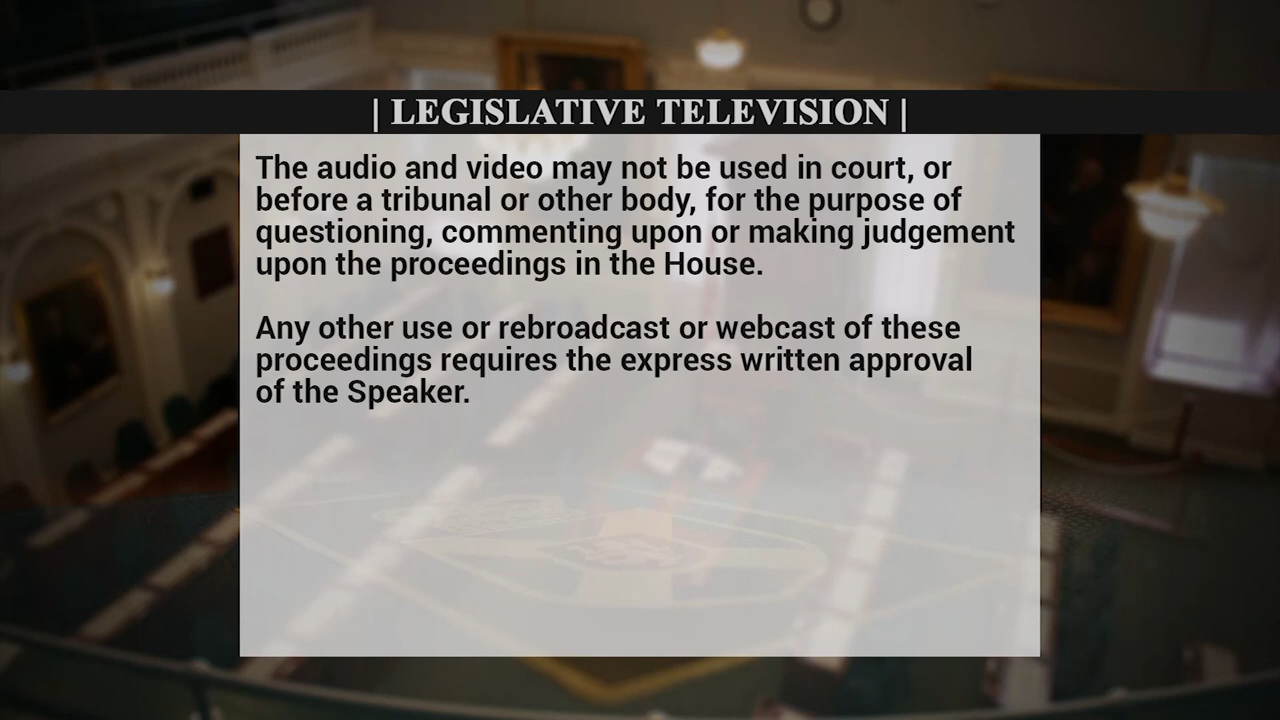 | LEGISLATIVE TELEVISION |
The audio and video may not be used in court, or
before a tribunal or other body, for the purpose of
questioning, commenting upon or making judgement
upon the proceedings in the House.
Any other use or rebroadcast or webcast of these
proceedings requires the express written approval
of the Speaker.